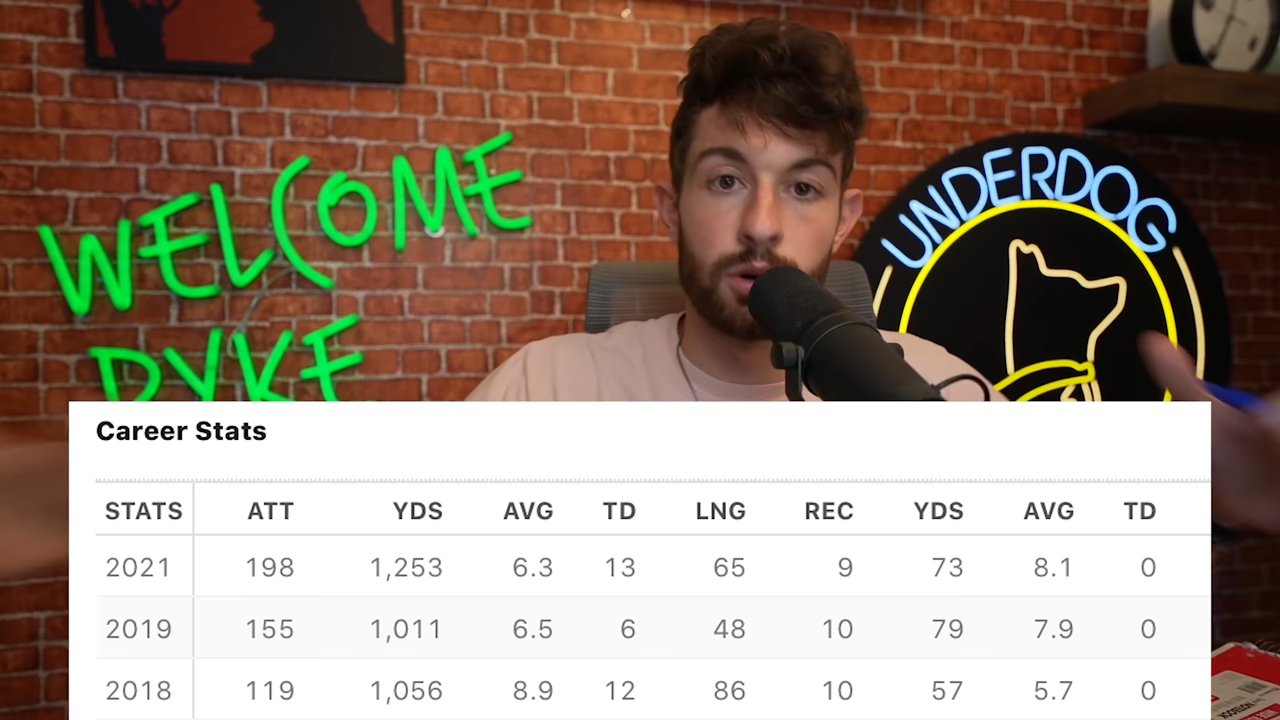 WELCOME
DYKE
UNDERDOG
Career Stats
STATS ATT YDS AVG TD LNG REC YDS AVG TD
2021 198 1,253 6.3 13 65 9 73 8.1 0
2019 155 1,011 6.5 6 48 10 79 7.9 0
2018 119 1,056 8.9 12 86 10 57 5.7 0